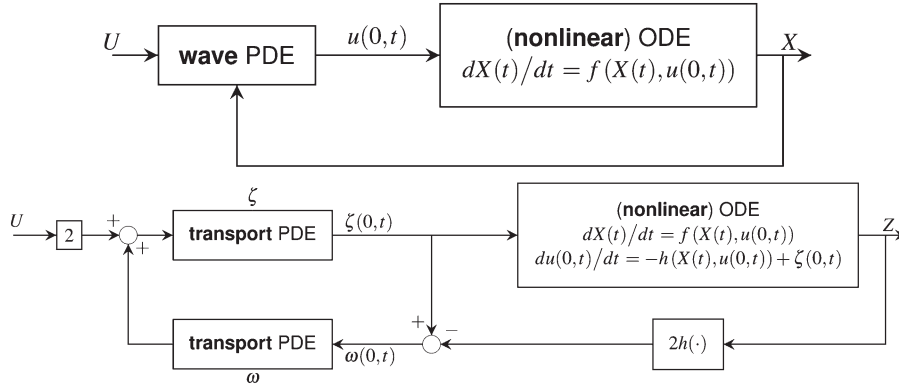 U
wave PDE
u(0,t)
(nonlinear) ODE
dX(t)/dt = f(X(t),u(0,t))
X
U
2
+
+
ζ
transport PDE
ζ(0,t)
(nonlinear) ODE
dX(t)/dt = f(X(t),u(0,t))
du(0,t)/dt = −h(X(t),u(0,t))+ζ(0,t)
Z
transport PDE
ω
ω(0,t)
+
−
2h(·)